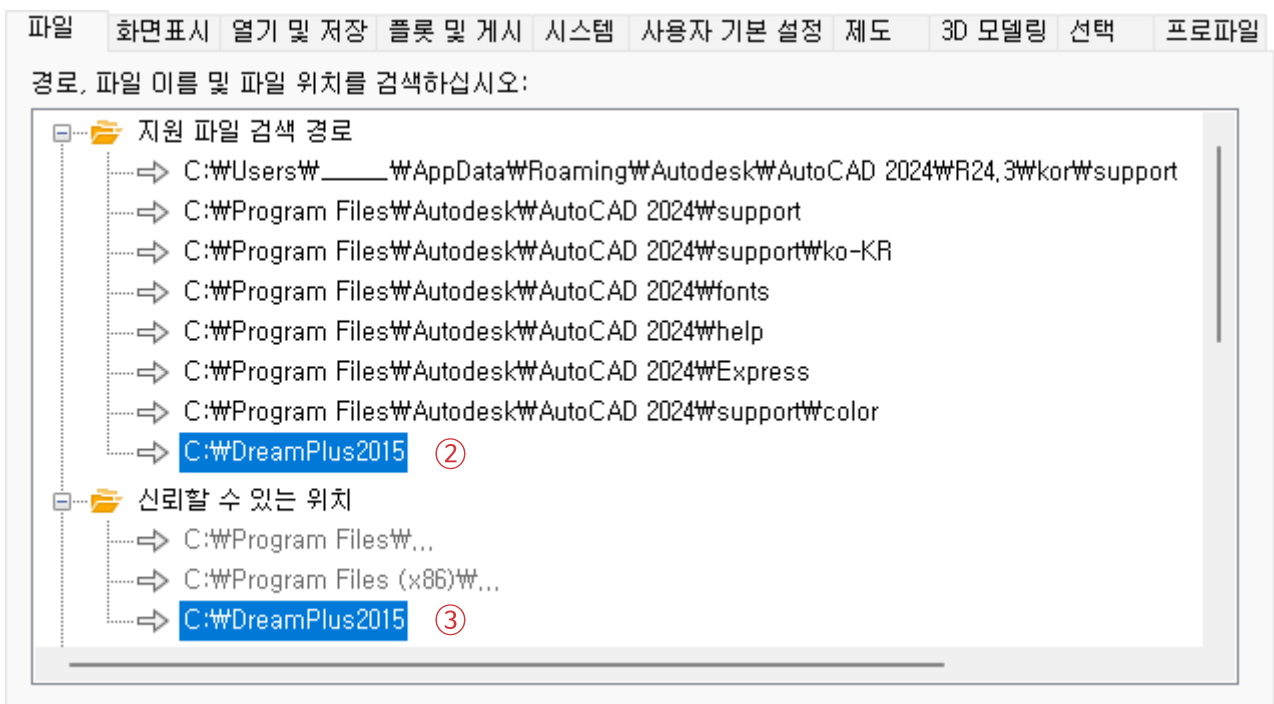 파일 화면표시 열기 및 저장 플롯 및 게시 시스템 사용자 기본 설정 제도 3D 모델링 선택 프로파일
경로, 파일 이름 및 파일 위치를 검색하십시오:
지원 파일 검색 경로
C:₩Users₩_____₩AppData₩Roaming₩Autodesk₩AutoCAD 2024₩R24.3₩kor₩support
C:₩Program Files₩Autodesk₩AutoCAD 2024₩support
C:₩Program Files₩Autodesk₩AutoCAD 2024₩support₩ko-KR
C:₩Program Files₩Autodesk₩AutoCAD 2024₩fonts
C:₩Program Files₩Autodesk₩AutoCAD 2024₩help
C:₩Program Files₩Autodesk₩AutoCAD 2024₩Express
C:₩Program Files₩Autodesk₩AutoCAD 2024₩support₩color
C:₩DreamPlus2015 ②
신뢰할 수 있는 위치
C:₩Program Files₩...
C:₩Program Files (x86)₩...
C:₩DreamPlus2015 ③